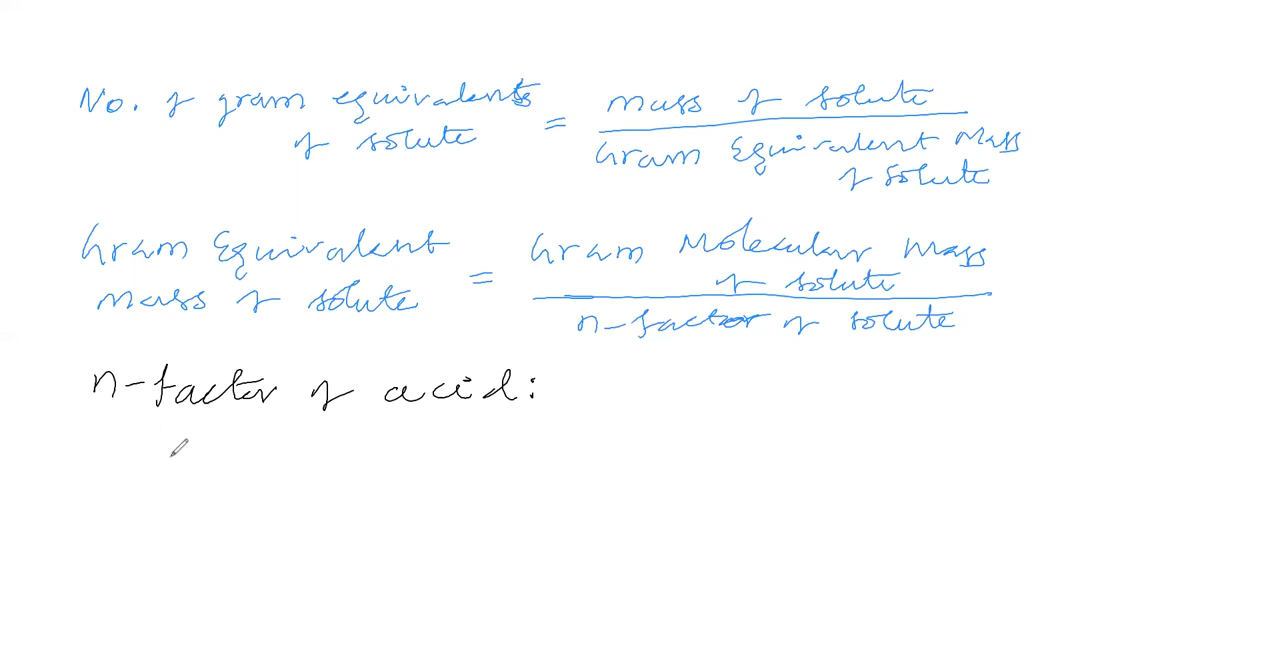 No. of gram equivalents
of solute
=
mass of solute
Gram Equivalent Mass
of solute
Gram Equivalent
mass of solute
=
Gram Molecular mass
of solute
n-factor of solute
n-factor of acid: